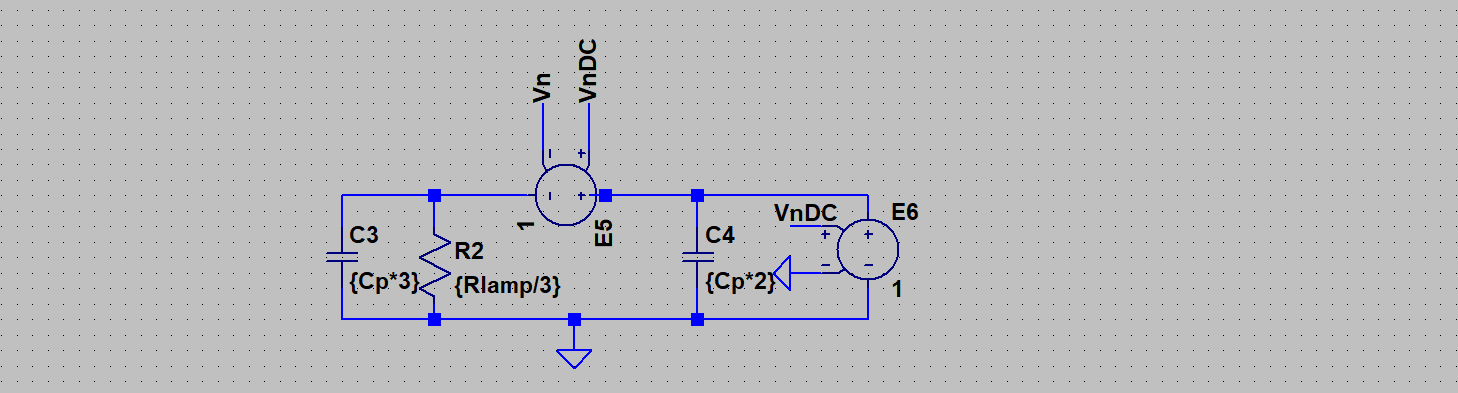 Vn
VnDC
C3
{Cp*3}
R2
{Rlamp/3}
1
E5
C4
{Cp*2}
VnDC
E6
1